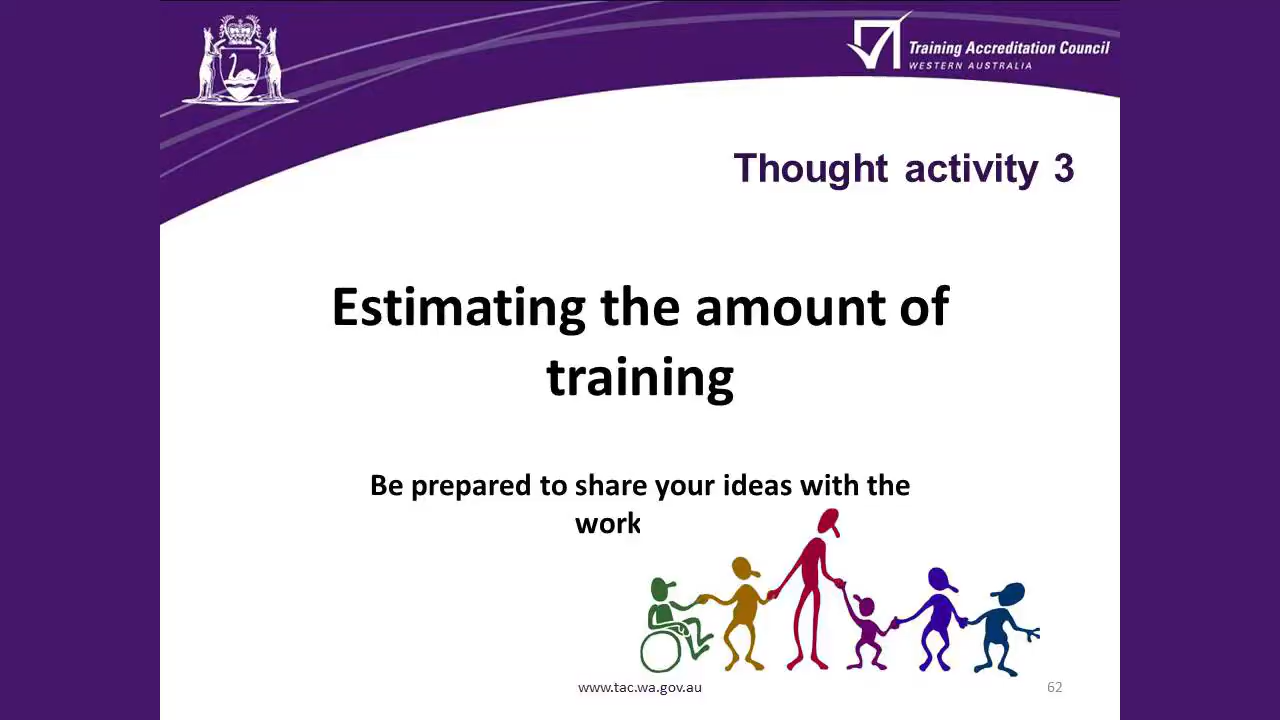 Training Accreditation Council
WESTERN AUSTRALIA
Thought activity 3
Estimating the amount of
training
Be prepared to share your ideas with the
work
www.tac.wa.gov.au
62